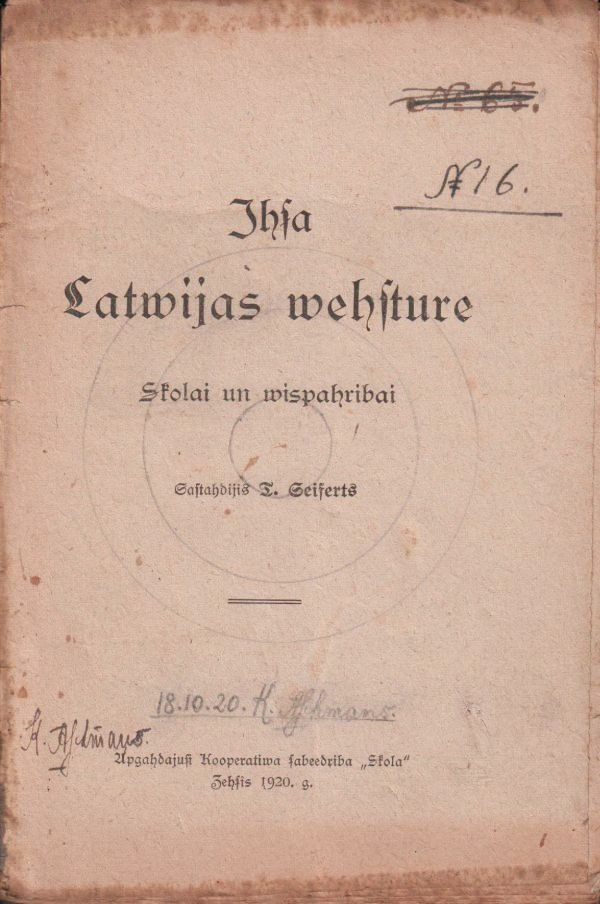 № 65.
№ 16.
Ihſa
Latwijas wehſture
Skolai un wispahribai
Saſtahdijis T. Seiferts
18.10.20. K.
K.
Apgahdajuſi Kooperatiwa ſabeedriba „Skola“
Zehſis 1920. g.